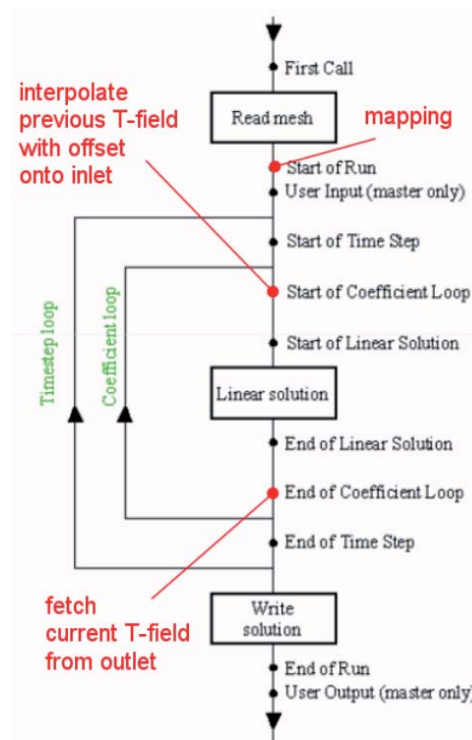 First Call
interpolate
previous T-field
with offset
onto inlet
Read mesh
mapping
Start of Run
User Input (master only)
Start of Time Step
Start of Coefficient Loop
Timestep loop
Coefficient loop
Start of Linear Solution
Linear solution
End of Linear Solution
End of Coefficient Loop
End of Time Step
fetch
current T-field
from outlet
Write
solution
End of Run
User Output (master only)